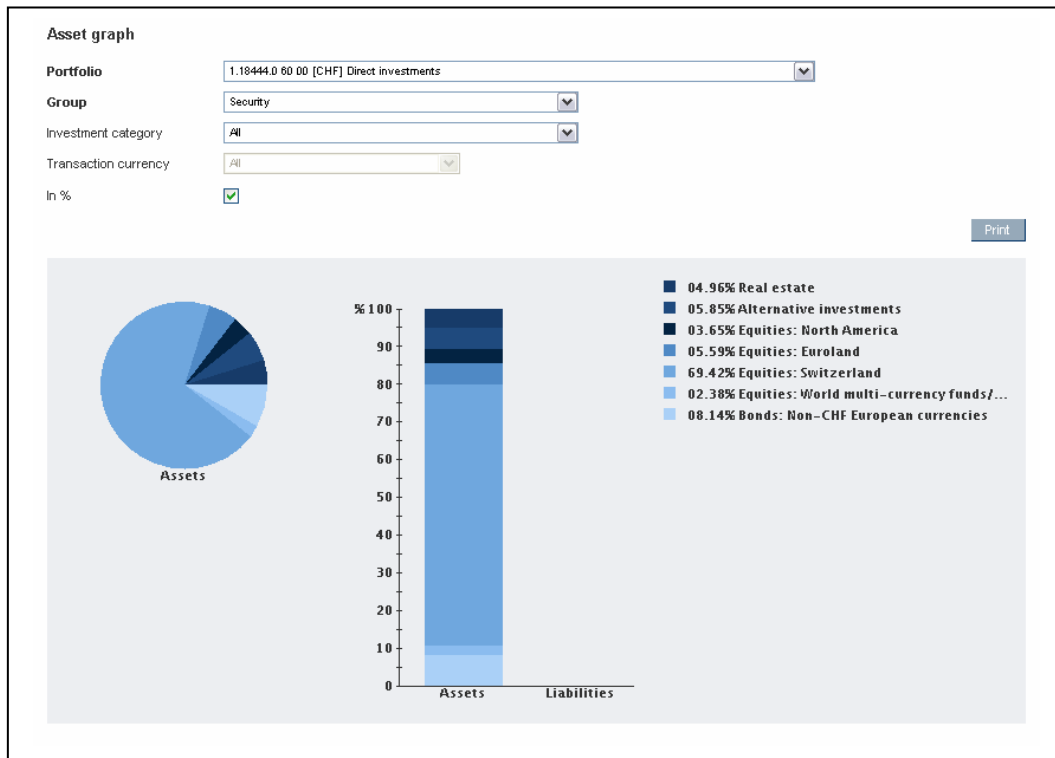 Asset graph
Portfolio 1.18444.0 60 00 [CHF] Direct investments
Group Security
Investment category All
Transaction currency All
In %
Print
04.96% Real estate
05.85% Alternative investments
03.65% Equities: North America
05.59% Equities: Euroland
69.42% Equities: Switzerland
02.38% Equities: World multi-currency funds/...
08.14% Bonds: Non-CHF European currencies
Assets
% 100
90
80
70
60
50
40
30
20
10
0
Assets Liabilities